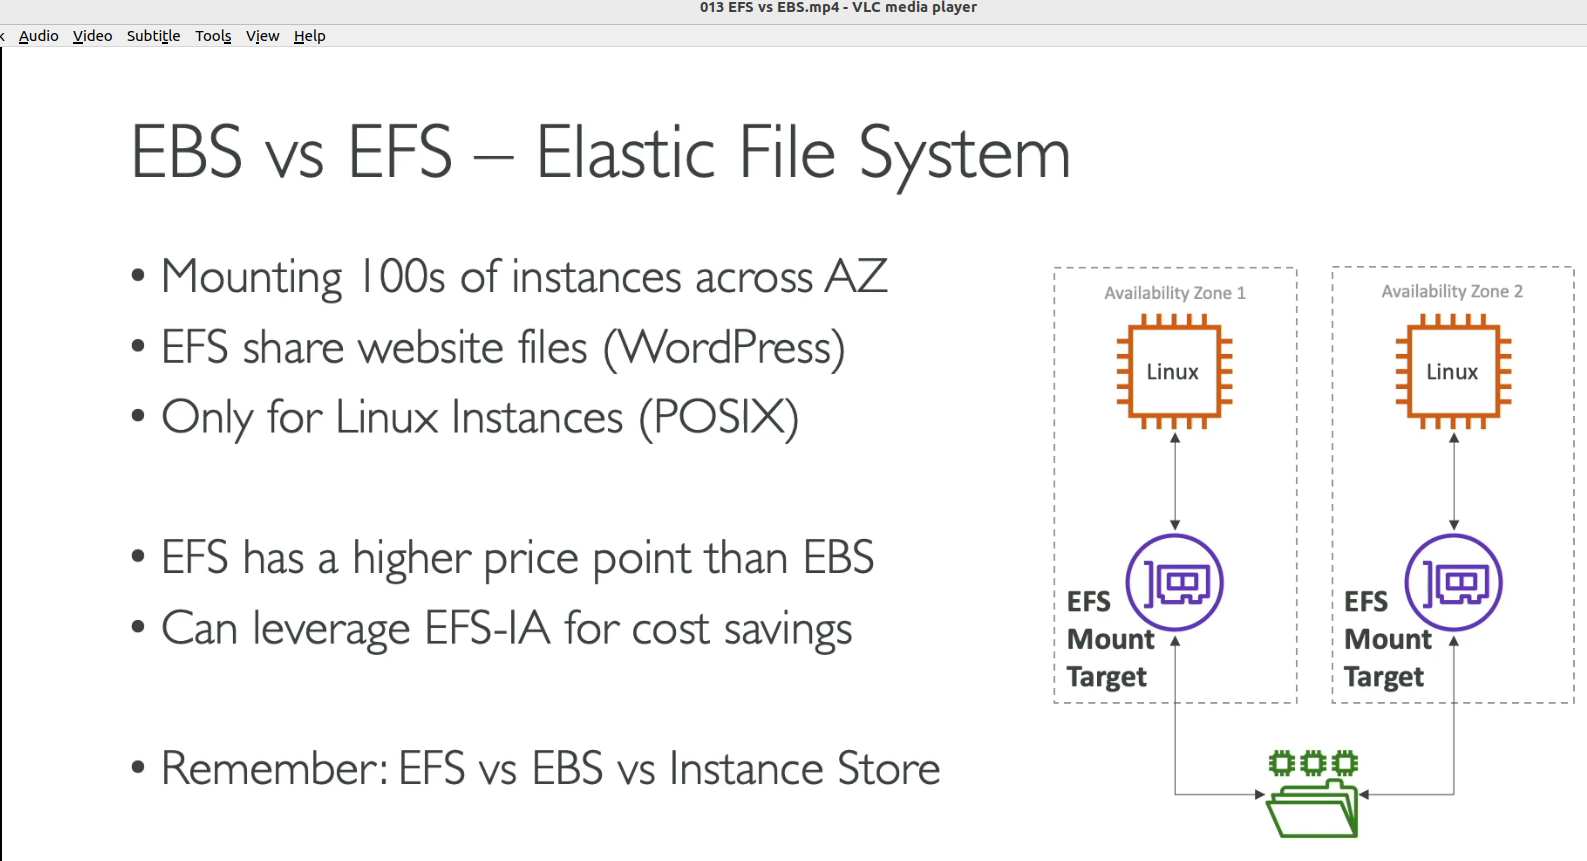 013 EFS vs EBS.mp4 - VLC media player
k Audio Video Subtitle Tools View Help
EBS vs EFS – Elastic File System
• Mounting 100s of instances across AZ
• EFS share website files (WordPress)
• Only for Linux Instances (POSIX)
• EFS has a higher price point than EBS
• Can leverage EFS-IA for cost savings
• Remember: EFS vs EBS vs Instance Store
Availability Zone 1
Linux
EFS
Mount
Target
Availability Zone 2
Linux
EFS
Mount
Target